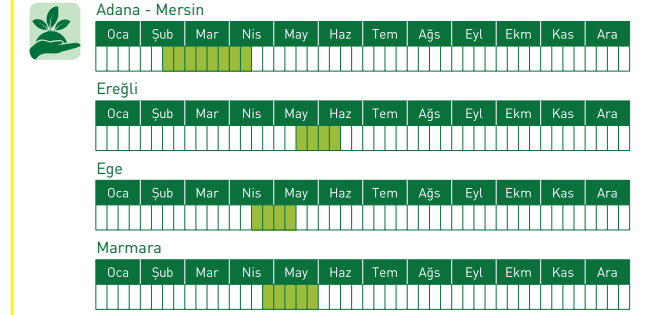 Adana - Mersin
Oca Şub Mar Nis May Haz Tem Ağs Eyl Ekm Kas Ara
Ereğli
Oca Şub Mar Nis May Haz Tem Ağs Eyl Ekm Kas Ara
Ege
Oca Şub Mar Nis May Haz Tem Ağs Eyl Ekm Kas Ara
Marmara
Oca Şub Mar Nis May Haz Tem Ağs Eyl Ekm Kas Ara